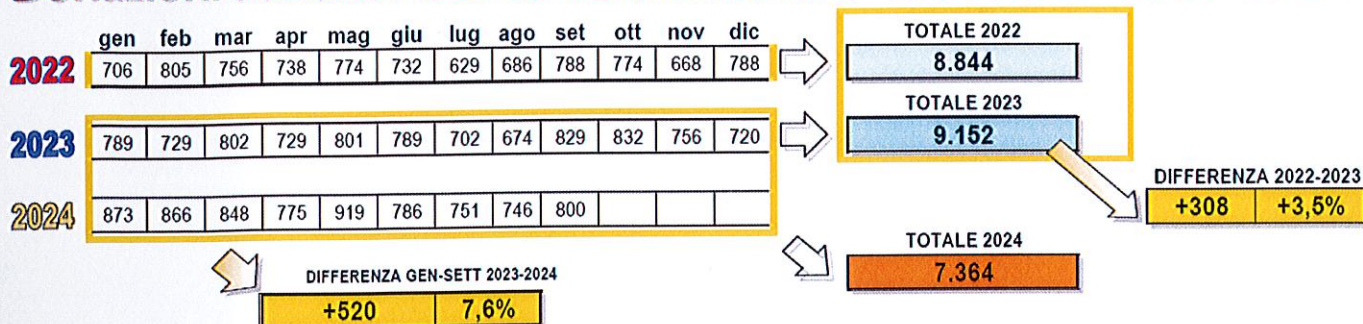 gen feb mar apr mag giu lug ago set ott nov dic
TOTALE 2022
2022 706 805 756 738 774 732 629 686 788 774 668 788
8.844
TOTALE 2023
2023 789 729 802 729 801 789 702 674 829 832 756 720
9.152
DIFFERENZA 2022-2023
+308 +3,5%
2024 873 866 848 775 919 786 751 746 800
TOTALE 2024
7.364
DIFFERENZA GEN-SETT 2023-2024
+520 7,6%